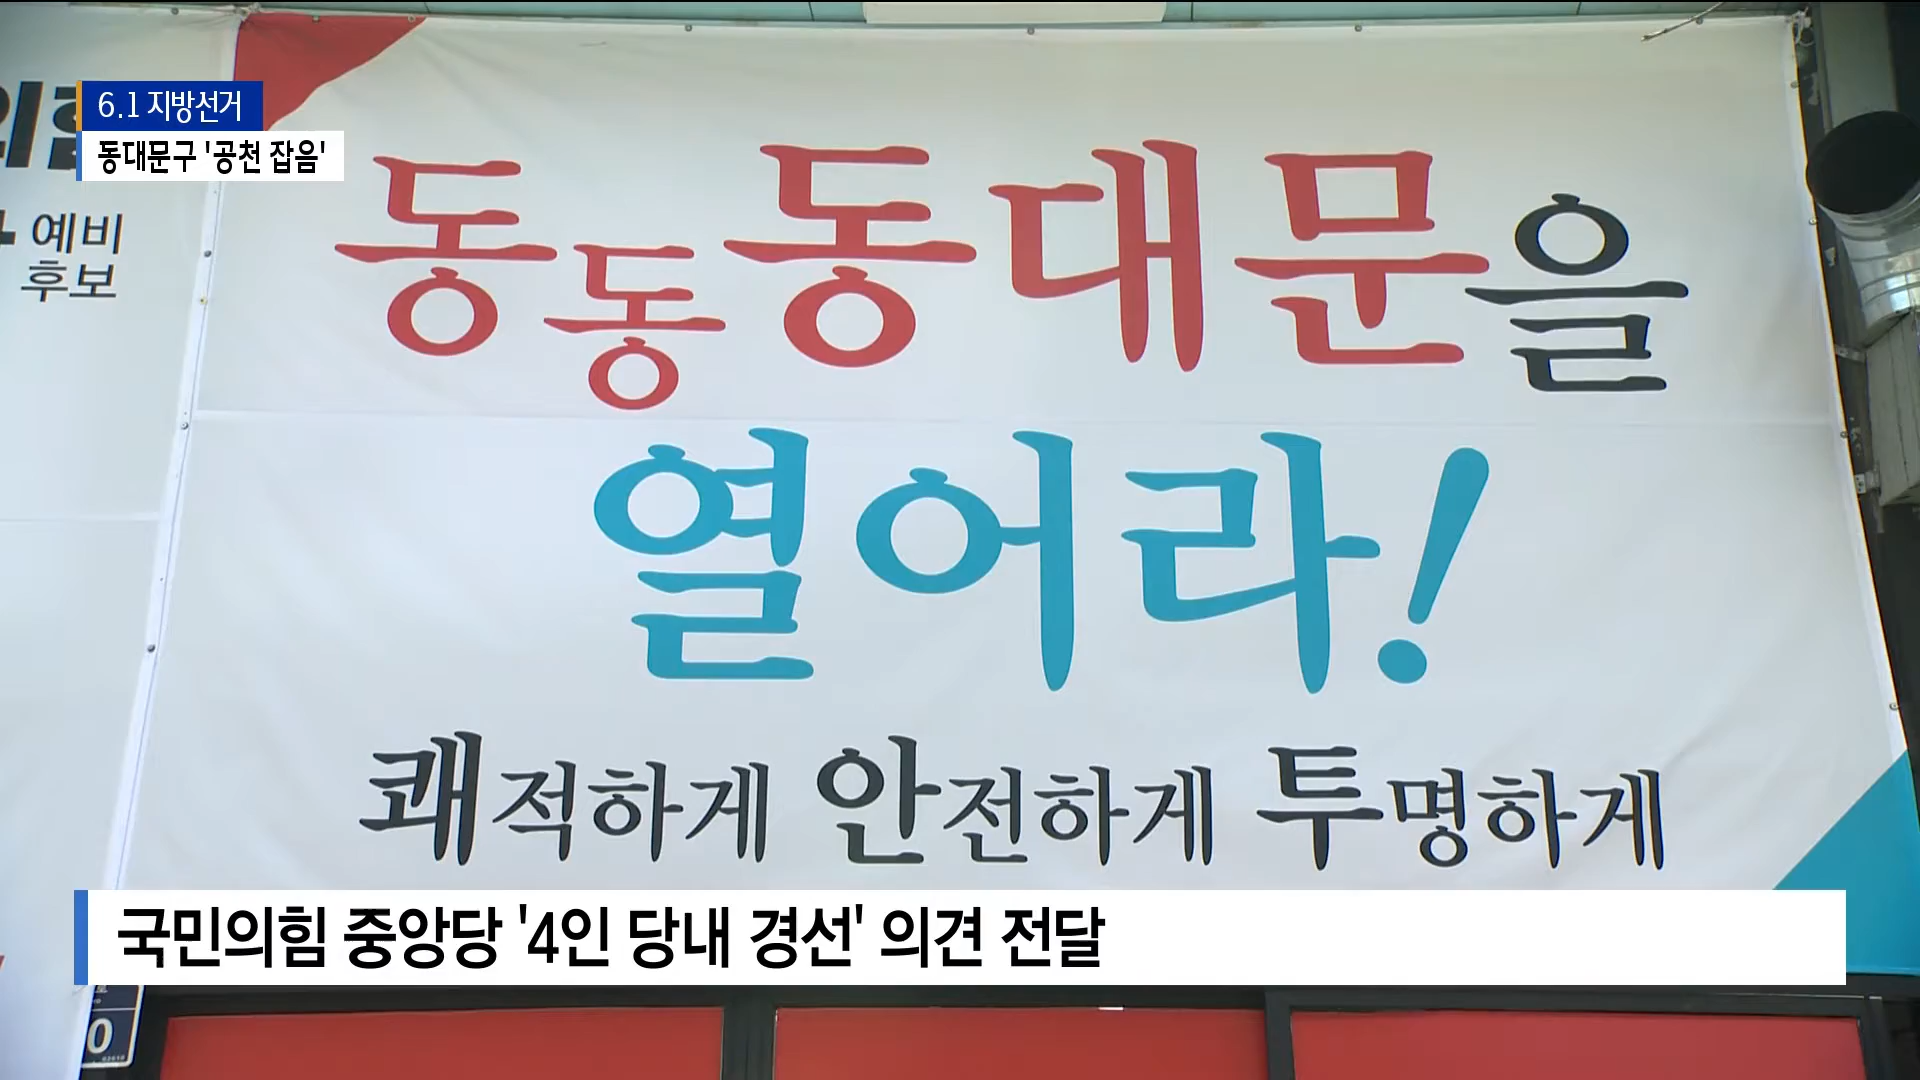 6.1 지방선거
동대문구 '공천 잡음'
예비
후보
동동동대문을
열어라!
쾌적하게 안전하게 투명하게
국민의힘 중앙당 '4인 당내 경선' 의견 전달
0